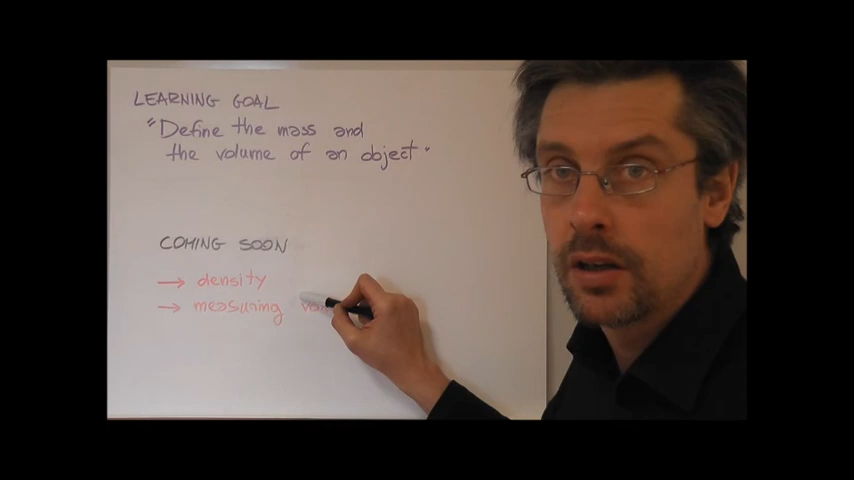 LEARNING GOAL
"Define the mass and
the volume of an object"
COMING SOON
→ density
→ measuring